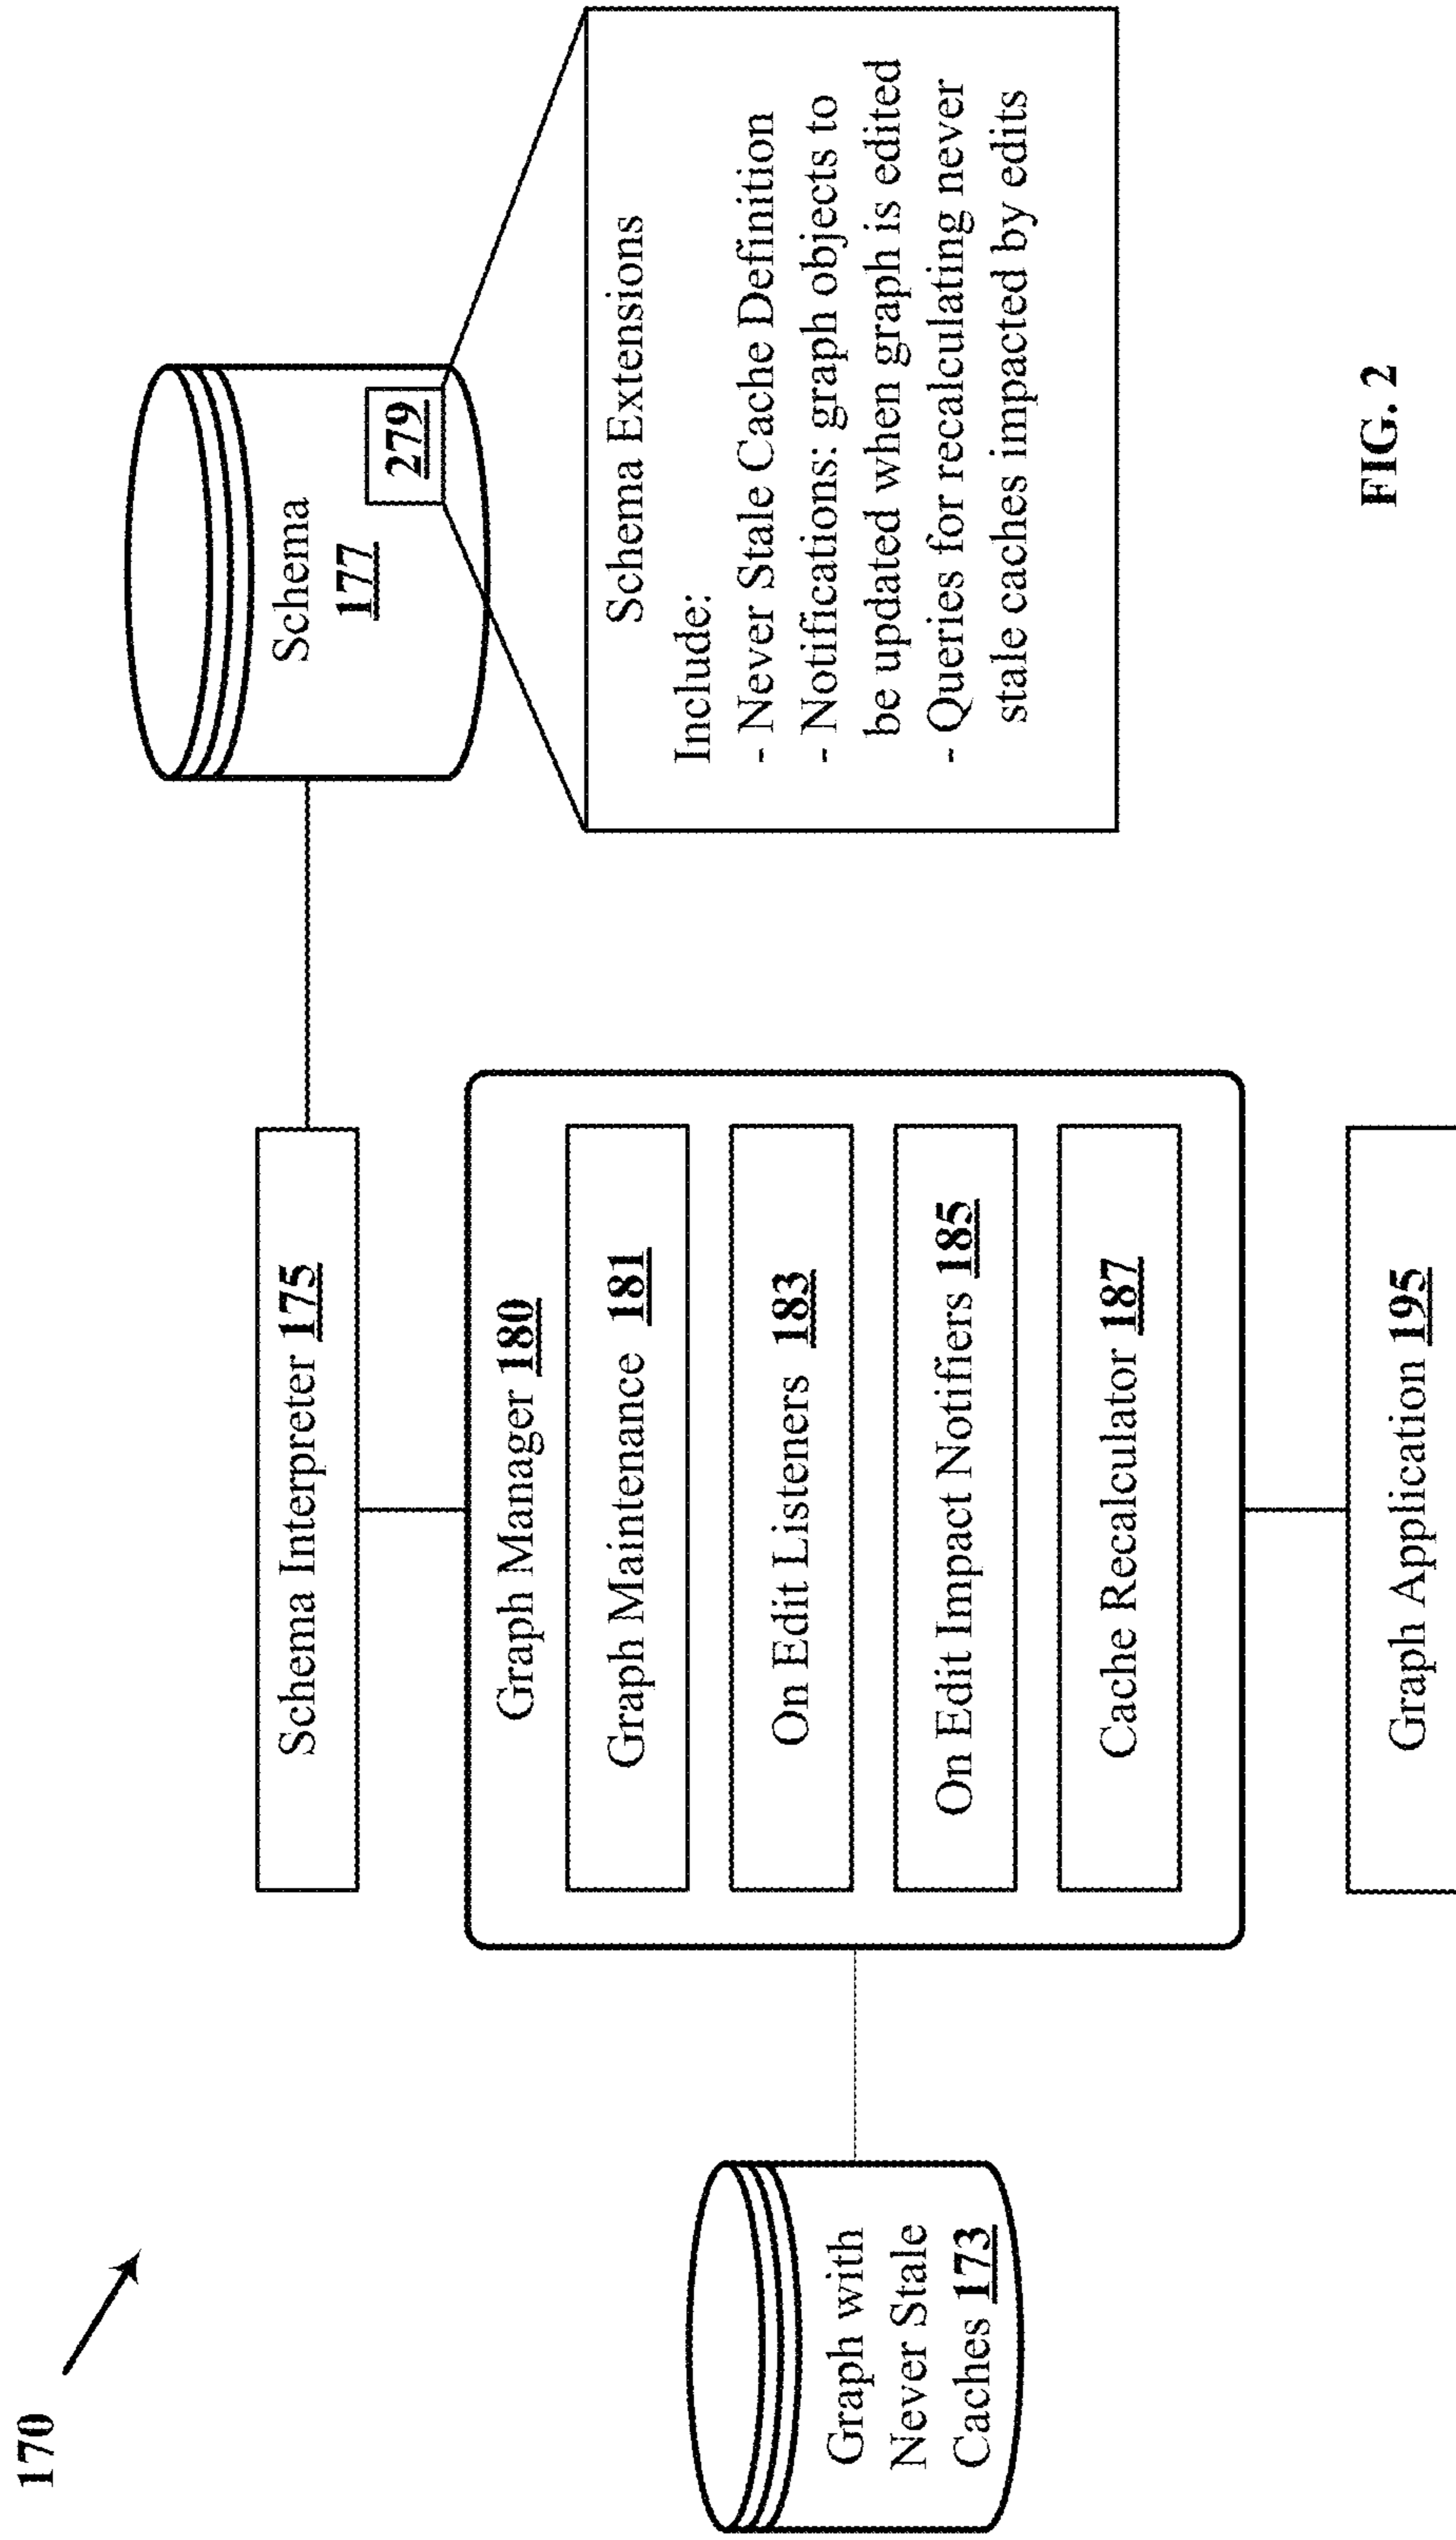 170
Graph with
Never Stale
Caches 173
Schema Interpreter 175
Graph Manager 180
Graph Maintenance 181
On Edit Listeners 183
On Edit Impact Notifiers 185
Cache Recalculator 187
Graph Application 195
Schema
177
279
Schema Extensions
Include:
- Never Stale Cache Definition
- Notifications: graph objects to
be updated when graph is edited
- Queries for recalculating never
stale caches impacted by edits
FIG. 2